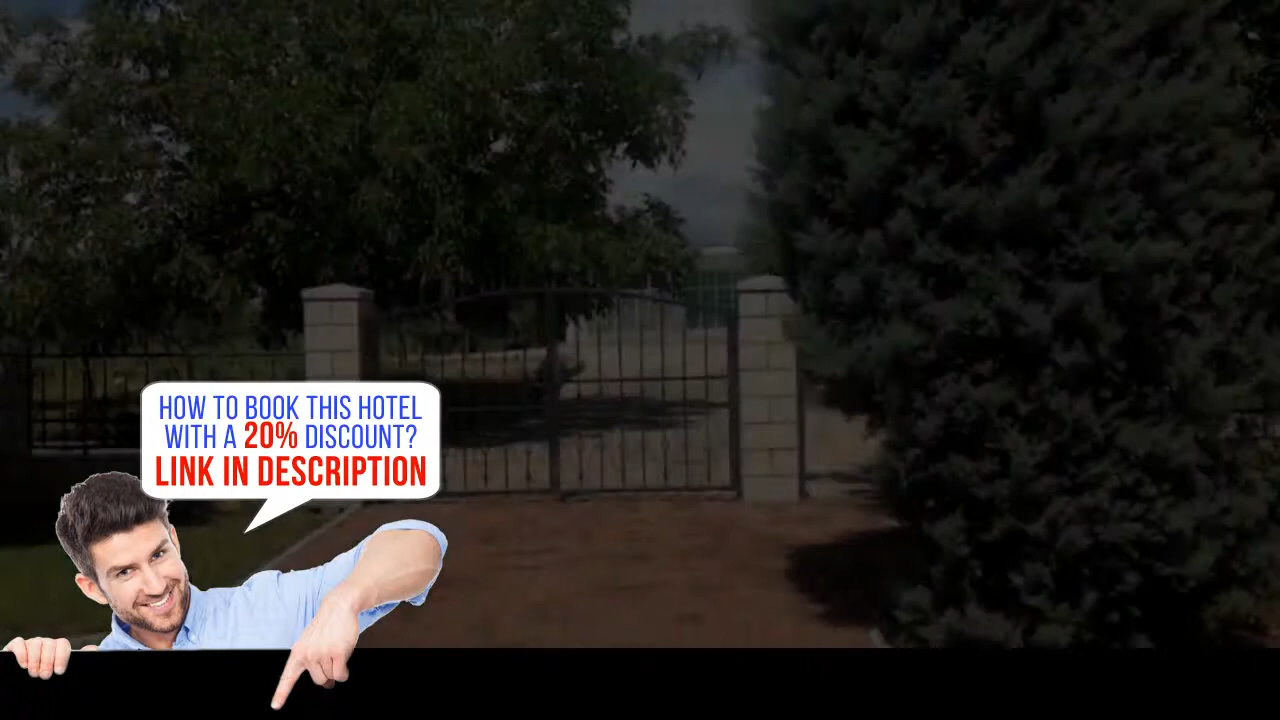 HOW TO BOOK THIS HOTEL
WITH A 20% DISCOUNT?
LINK IN DESCRIPTION